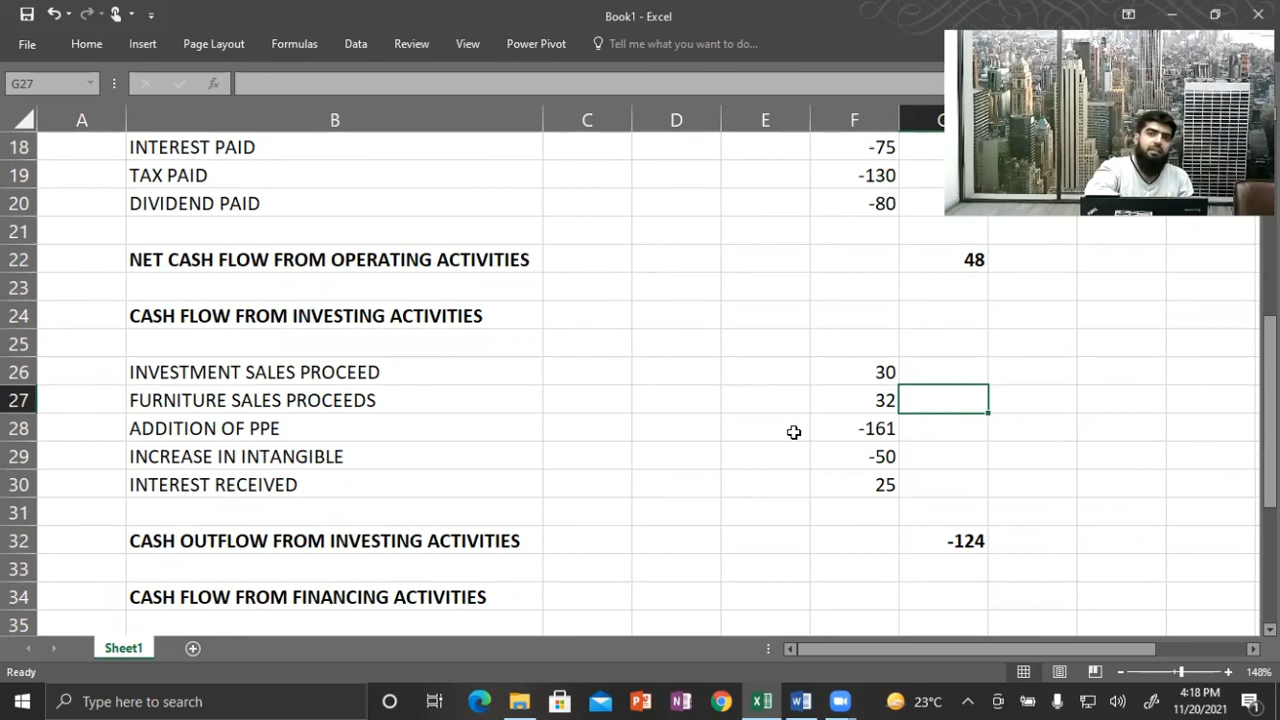 Book1 - Excel
File Home Insert Page Layout Formulas Data Review View Power Pivot Tell me what you want to do...
G27 fx
A B C D E F
18 INTEREST PAID -75
19 TAX PAID -130
20 DIVIDEND PAID -80
21
22 NET CASH FLOW FROM OPERATING ACTIVITIES 48
23
24 CASH FLOW FROM INVESTING ACTIVITIES
25
26 INVESTMENT SALES PROCEED 30
27 FURNITURE SALES PROCEEDS 32
28 ADDITION OF PPE -161
29 INCREASE IN INTANGIBLE -50
30 INTEREST RECEIVED 25
31
32 CASH OUTFLOW FROM INVESTING ACTIVITIES -124
33
34 CASH FLOW FROM FINANCING ACTIVITIES
35
Sheet1
Ready 148%
Type here to search 23°C 4:18 PM
11/20/2021